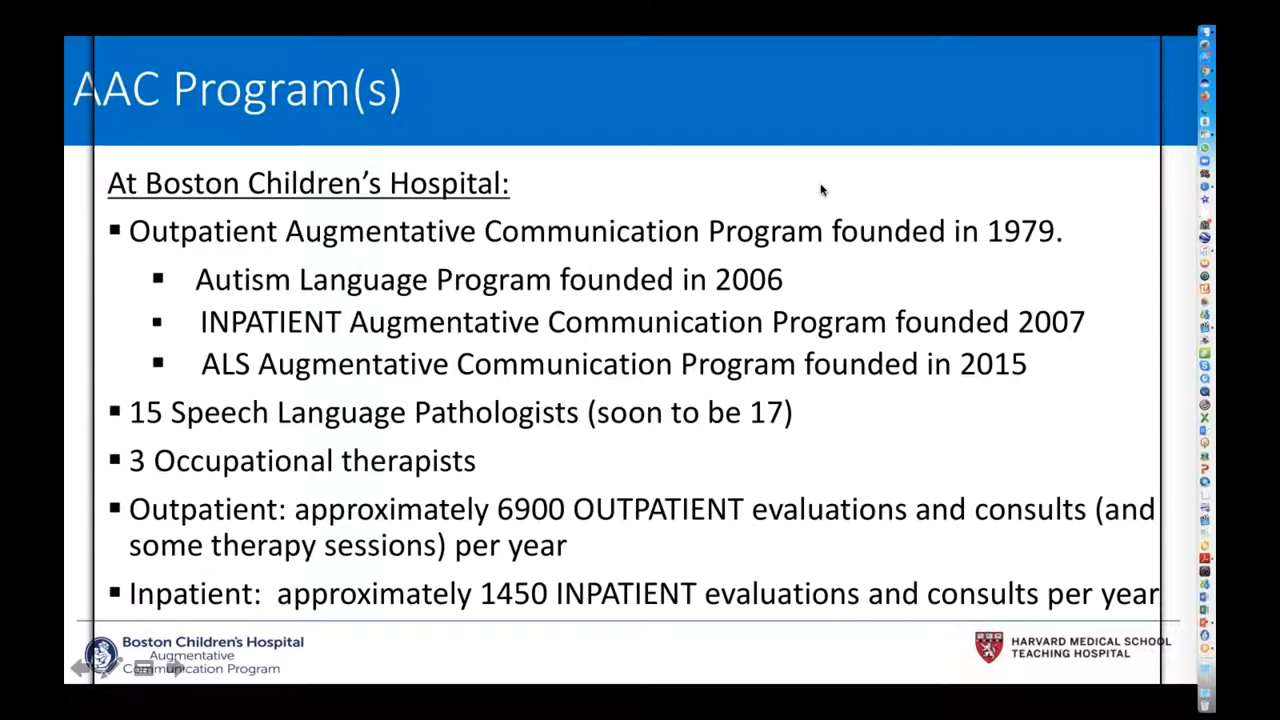 AAC Program(s)
At Boston Children's Hospital:
▪ Outpatient Augmentative Communication Program founded in 1979.
▪ Autism Language Program founded in 2006
▪ INPATIENT Augmentative Communication Program founded 2007
▪ ALS Augmentative Communication Program founded in 2015
▪ 15 Speech Language Pathologists (soon to be 17)
▪ 3 Occupational therapists
▪ Outpatient: approximately 6900 OUTPATIENT evaluations and consults (and
some therapy sessions) per year
▪ Inpatient:  approximately 1450 INPATIENT evaluations and consults per year
Boston Children's Hospital
Augmentative
Communication Program
HARVARD MEDICAL SCHOOL
TEACHING HOSPITAL